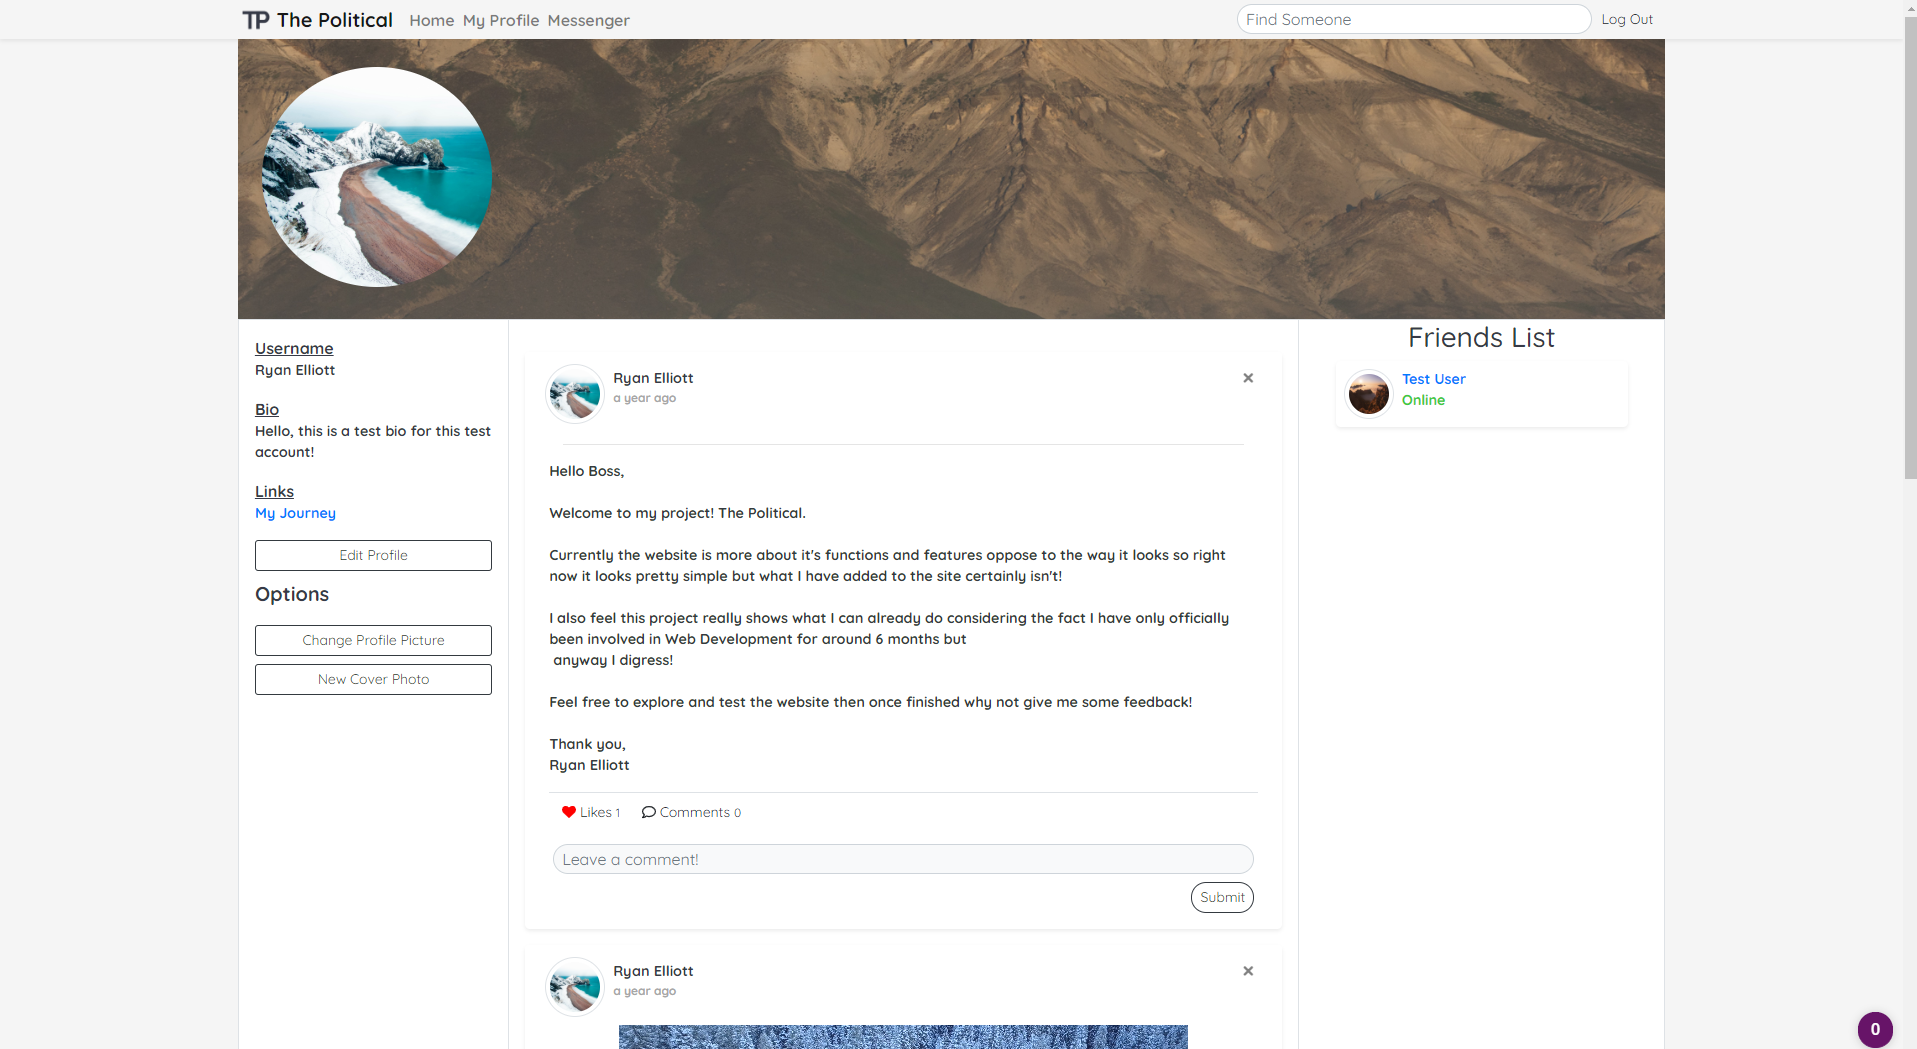 TP The Political Home My Profile Messenger Find Someone Log Out
Username
Ryan Elliott
Bio
Hello, this is a test bio for this test
account!
Links
My Journey
Edit Profile
Options
Change Profile Picture
New Cover Photo
Ryan Elliott
a year ago
Hello Boss,
Welcome to my project! The Political.
Currently the website is more about it's functions and features oppose to the way it looks so right
now it looks pretty simple but what I have added to the site certainly isn't!
I also feel this project really shows what I can already do considering the fact I have only officially
been involved in Web Development for around 6 months but
anyway I digress!
Feel free to explore and test the website then once finished why not give me some feedback!
Thank you,
Ryan Elliott
Likes 1 Comments 0
Leave a comment!
Submit
Ryan Elliott
a year ago
Friends List
Test User
Online
0